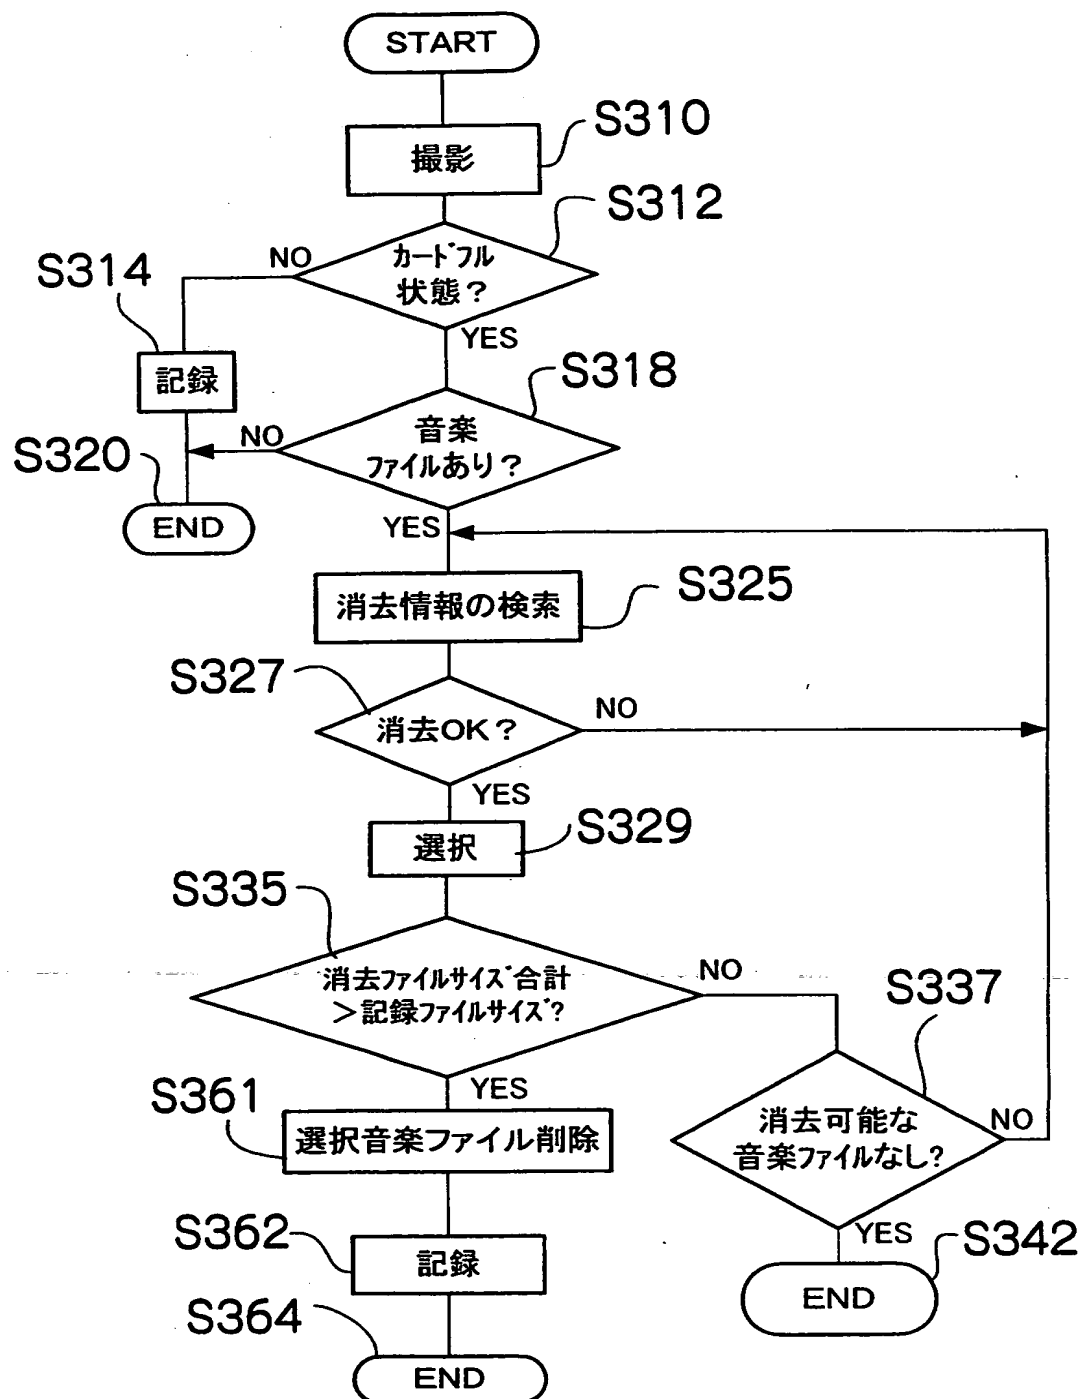 START
S310
撮影
S312
カードフル
状態?
NO
YES
S314
記録
S318
音楽
ファイルあり?
NO
YES
S320
END
S325
消去情報の検索
S327
消去OK?
NO
YES
S329
選択
S335
消去ファイルサイズ合計
>記録ファイルサイズ?
NO
YES
S337
消去可能な
音楽ファイルなし?
NO
YES
S361
選択音楽ファイル削除
S342
END
S362
記録
S364
END